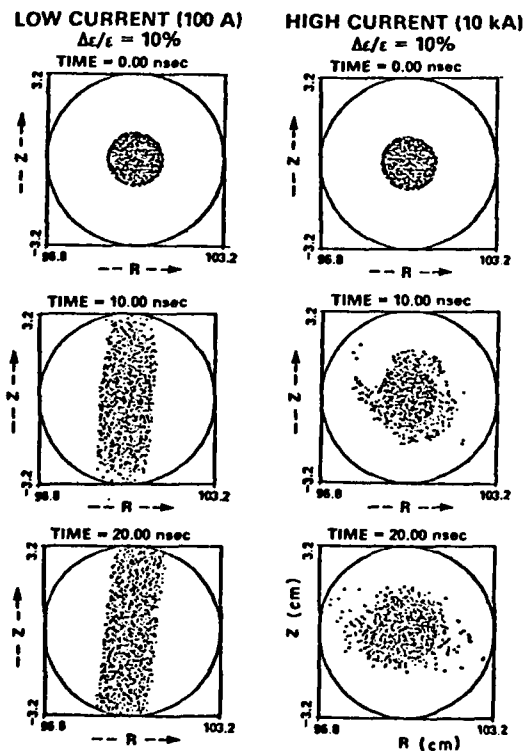 LOW CURRENT (100 A)
Δε/ε = 10%
TIME = 0.00 nsec
3.2
-- Z --→
-3.2
96.8
103.2
-- R --→
TIME = 10.00 nsec
3.2
-- Z --→
-3.2
96.8
103.2
-- R --→
TIME = 20.00 nsec
3.2
-- Z --→
-3.2
96.8
103.2
-- R --→
HIGH CURRENT (10 kA)
Δε/ε = 10%
TIME = 0.00 nsec
3.2
-- Z --→
-3.2
96.8
103.2
-- R --→
TIME = 10.00 nsec
3.2
-- Z --→
-3.2
96.8
103.2
-- R --→
TIME = 20.00 nsec
3.2
Z (cm)
-3.2
96.8
103.2
R (cm)